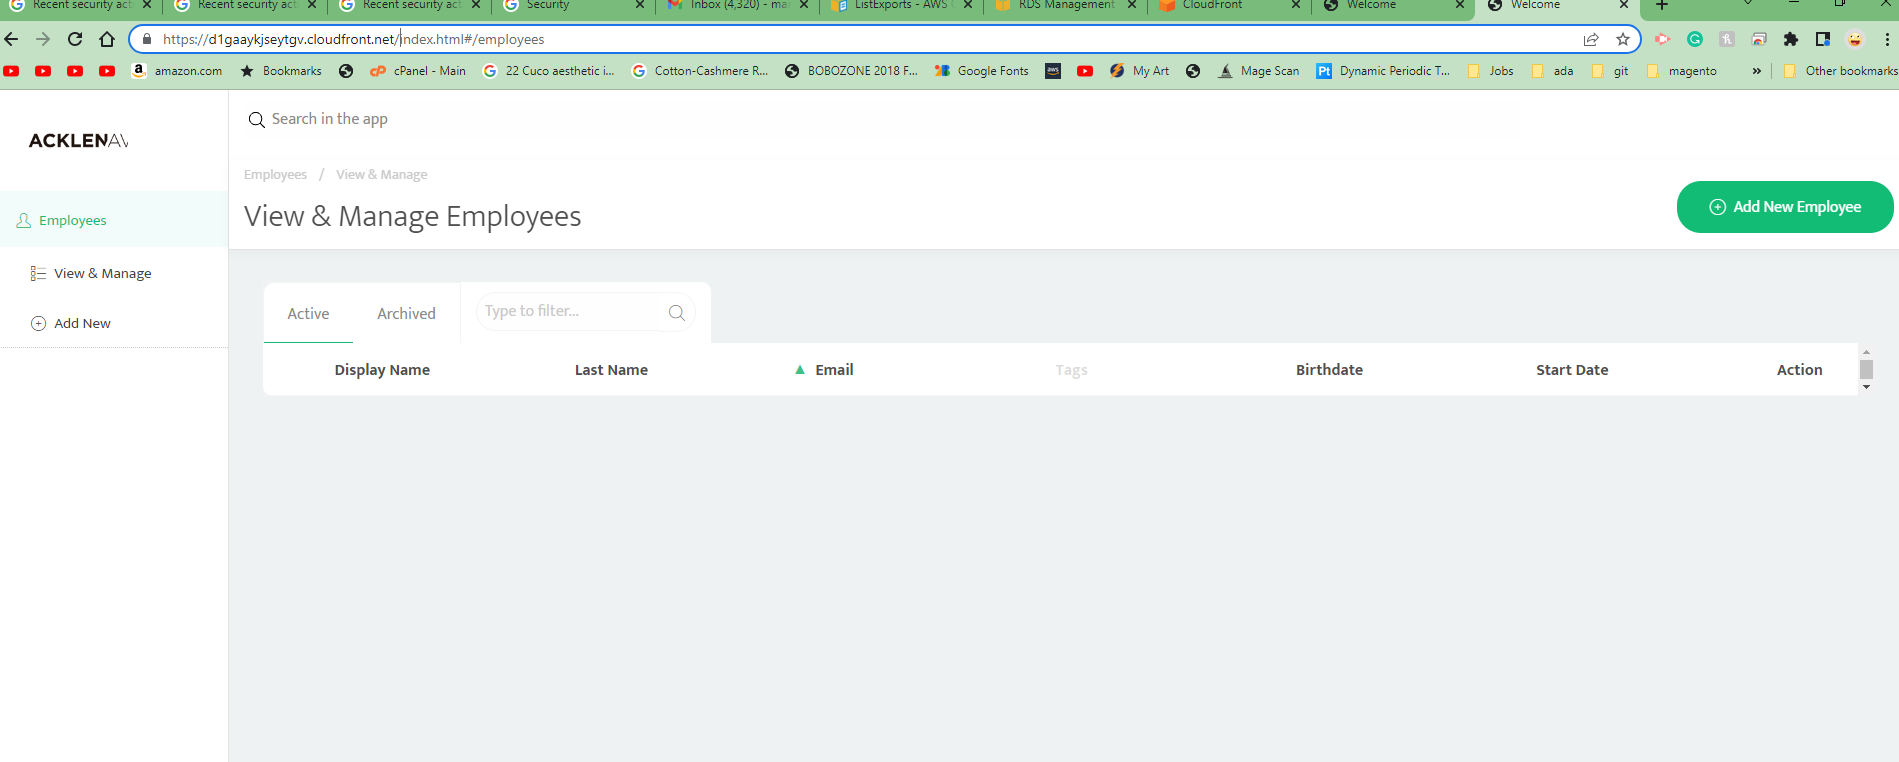 Recent security act
Recent security act
Recent security act
Security
Inbox (4,320) - mar
ListExports - AWS C
RDS Management
CloudFront
Welcome
Welcome
https://d1gaaykjseytgv.cloudfront.net/index.html#/employees
amazon.com
Bookmarks
cPanel - Main
22 Cuco aesthetic i...
Cotton-Cashmere R...
BOBOZONE 2018 F...
Google Fonts
aws
My Art
Mage Scan
Pt
Dynamic Periodic T...
Jobs
ada
git
magento
»
Other bookmarks
ACKLENAV
Search in the app
Employees / View & Manage
View & Manage Employees
Add New Employee
Employees
View & Manage
Add New
Active
Archived
Type to filter...
Display Name
Last Name
Email
Tags
Birthdate
Start Date
Action